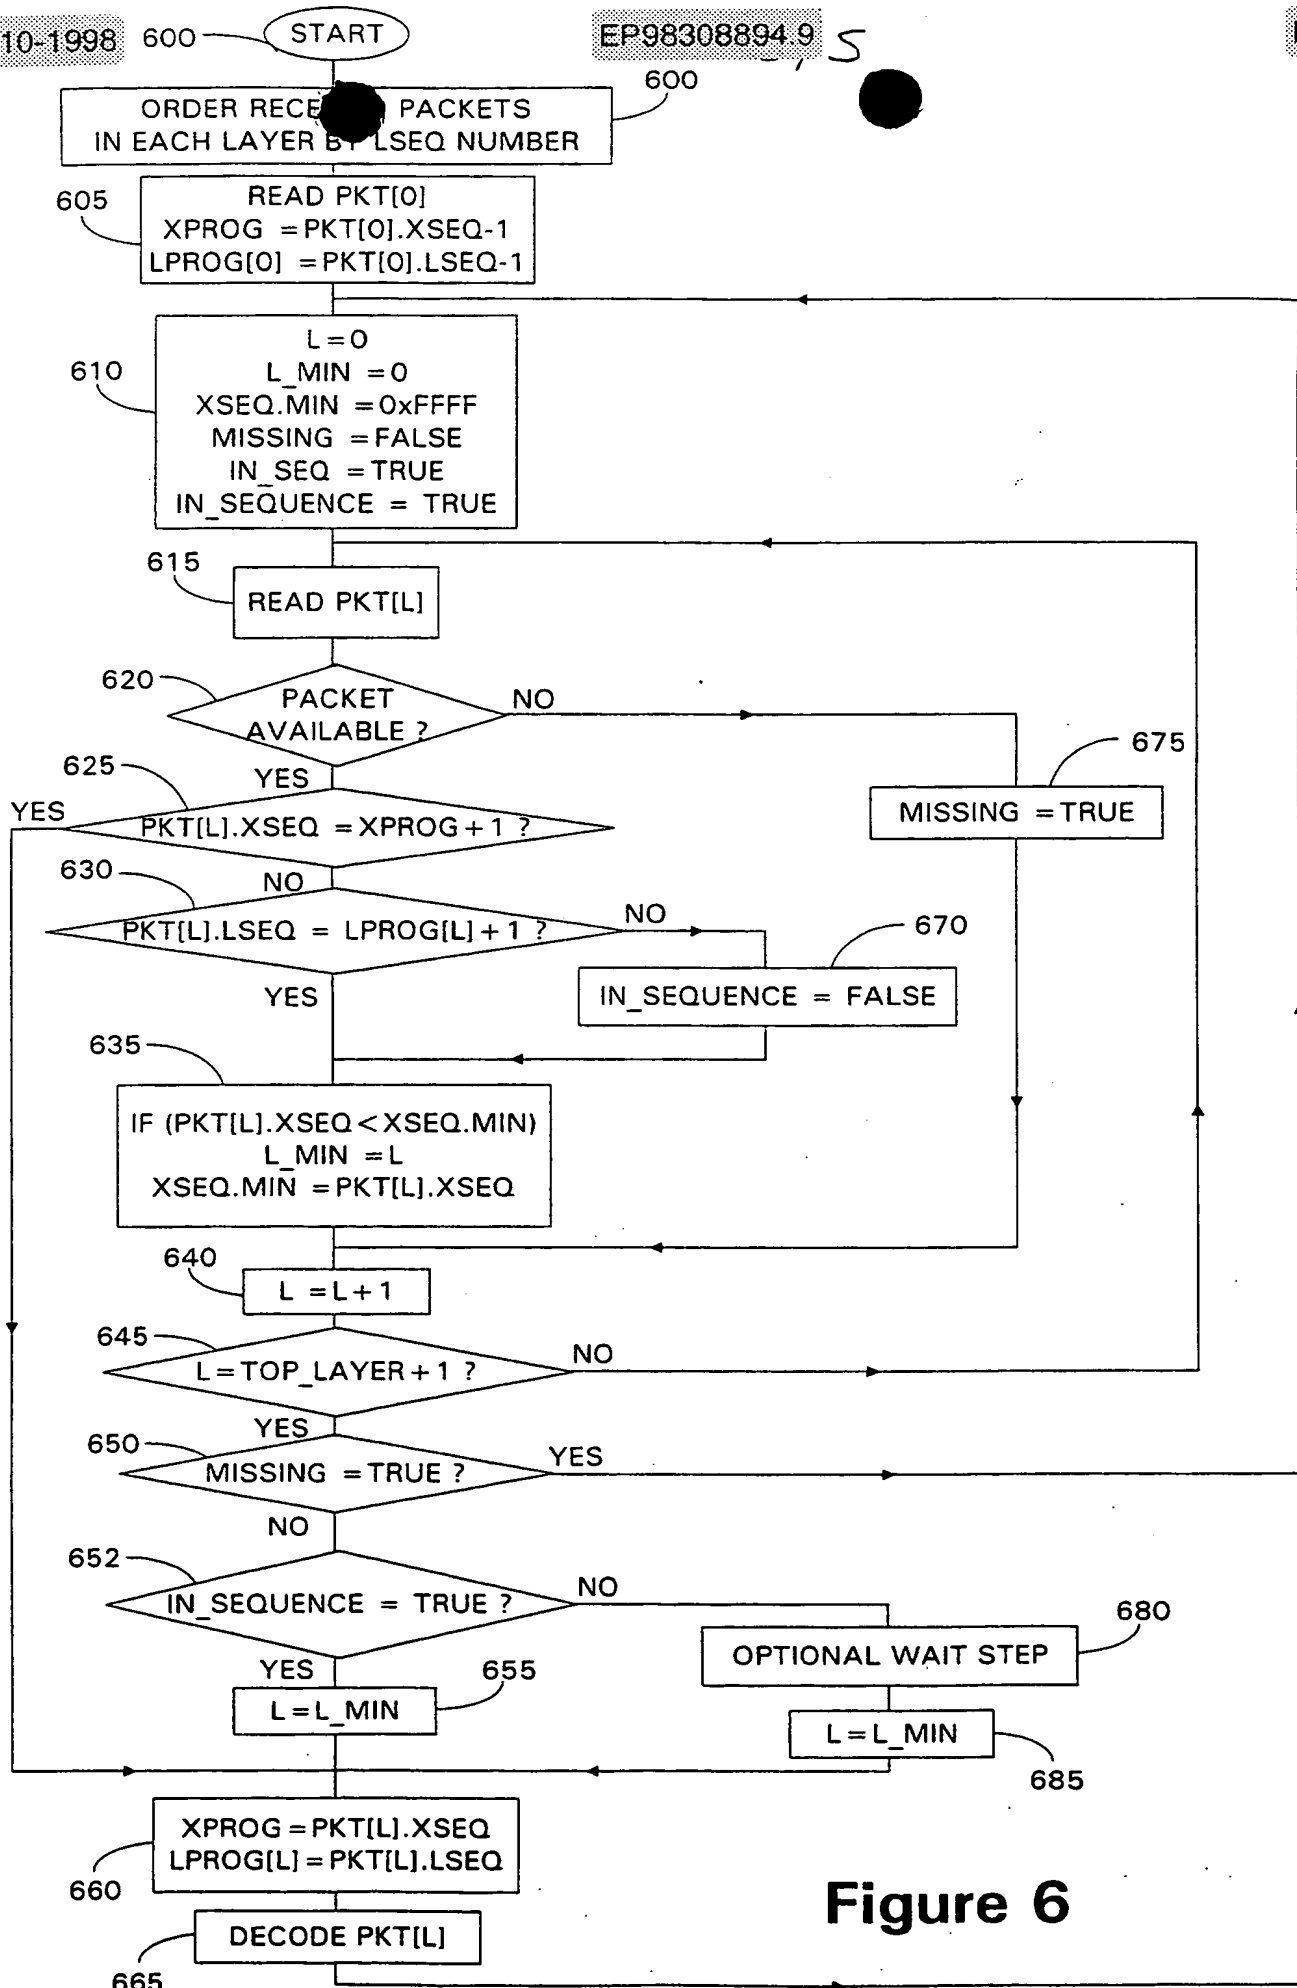 10-1998
600
START
EP98308894.9
5
600
ORDER RECE PACKETS
IN EACH LAYER BY LSEQ NUMBER
605
READ PKT[0]
XPROG =PKT[0].XSEQ-1
LPROG[0] =PKT[0].LSEQ-1
610
L=0
L_MIN =0
XSEQ.MIN =0xFFFF
MISSING =FALSE
IN_SEQ =TRUE
IN_SEQUENCE = TRUE
615
READ PKT[L]
620
PACKET
AVAILABLE ?
NO
675
MISSING =TRUE
625
YES
YES
PKT[L].XSEQ =XPROG+1 ?
630
NO
PKT[L].LSEQ = LPROG[L]+1 ?
NO
670
IN_SEQUENCE = FALSE
YES
635
IF (PKT[L].XSEQ<XSEQ.MIN)
L_MIN =L
XSEQ.MIN =PKT[L].XSEQ
640
L =L+1
645
L=TOP_LAYER+1 ?
NO
YES
650
MISSING =TRUE ?
YES
NO
652
IN_SEQUENCE = TRUE ?
NO
680
OPTIONAL WAIT STEP
YES
655
L=L_MIN
L=L_MIN
685
XPROG=PKT[L].XSEQ
LPROG[L]=PKT[L].LSEQ
660
Figure 6
DECODE PKT[L]
665